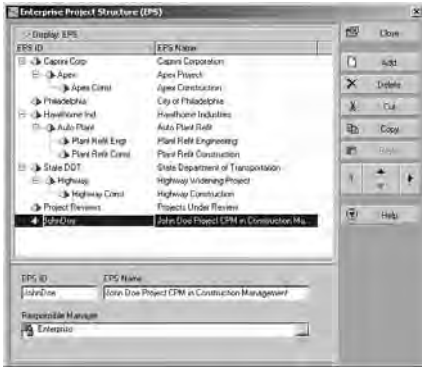 Enterprise Project Structure (EPS)
Display: EPS
EPS ID EPS Name
Caprini Corp Caprini Corporation
Apex Apex Project
Apex Const Apex Construction
Philadelphia City of Philadelphia
Hawthorne Ind Hawthorne Industries
Auto Plant Auto Plant Refit
Plant Refit Engr Plant Refit Engineering
Plant Refit Const Plant Refit Construction
State DOT State Department of Transportation
Highway Highway Widening Project
Highway Const Highway Construction
Project Reviews Projects Under Review
JohnDoe John Doe Project CPM in Construction Ma...
Close
Add
Delete
Cut
Copy
Paste
Help
EPS ID EPS Name
JohnDoe John Doe Project CPM in Construction Management
Responsible Manager
Enterprise